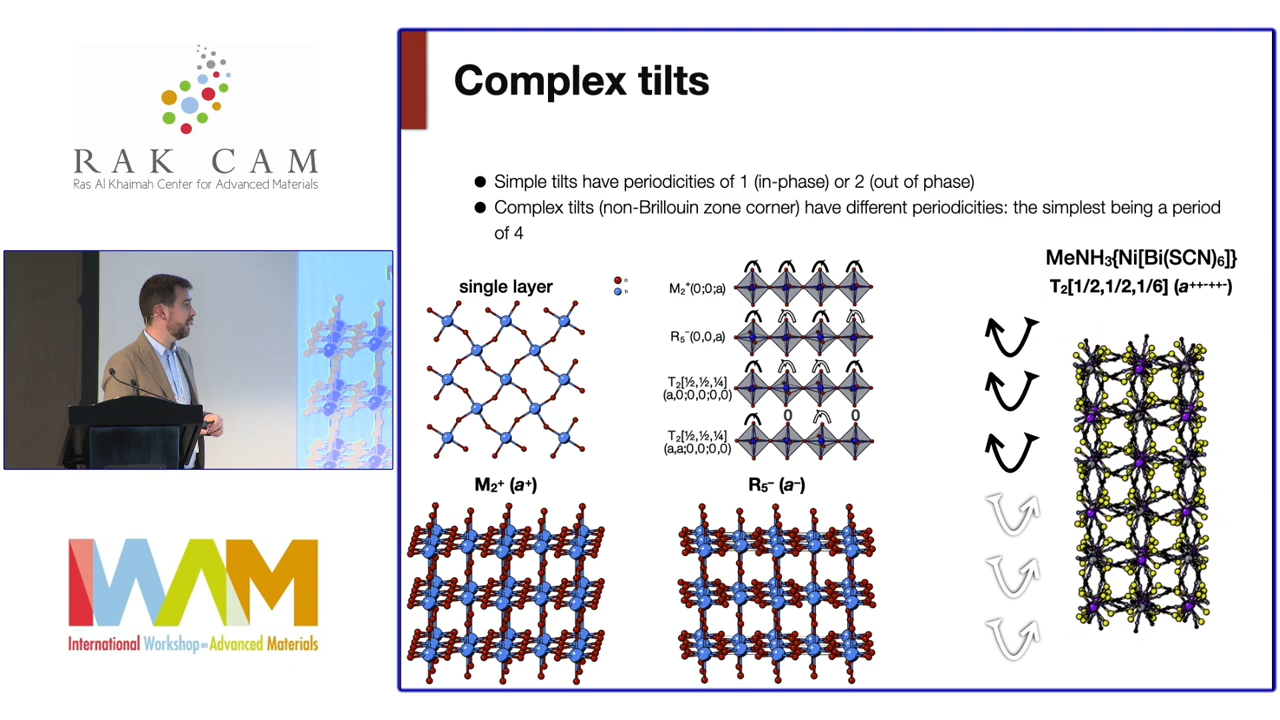 RAK CAM
Ras Al Khaimah Center for Advanced Materials
IWAM
International Workshop on Advanced Materials
Complex tilts
● Simple tilts have periodicities of 1 (in-phase) or 2 (out of phase)
● Complex tilts (non-Brillouin zone corner) have different periodicities: the simplest being a period
of 4
MeNH₃{Ni[Bi(SCN)₆]}
T₂[1/2,1/2,1/6] (a⁺⁺⁻⁺⁺⁻)
single layer
M₂⁺(0;0;a)
R₅⁻(0,0,a)
T₂[½,½,¼]
(a,0;0,0;0,0)
0 0
T₂[½,½,¼]
(a,a;0,0;0,0)
M₂⁺ (a⁺)
R₅⁻ (a⁻)